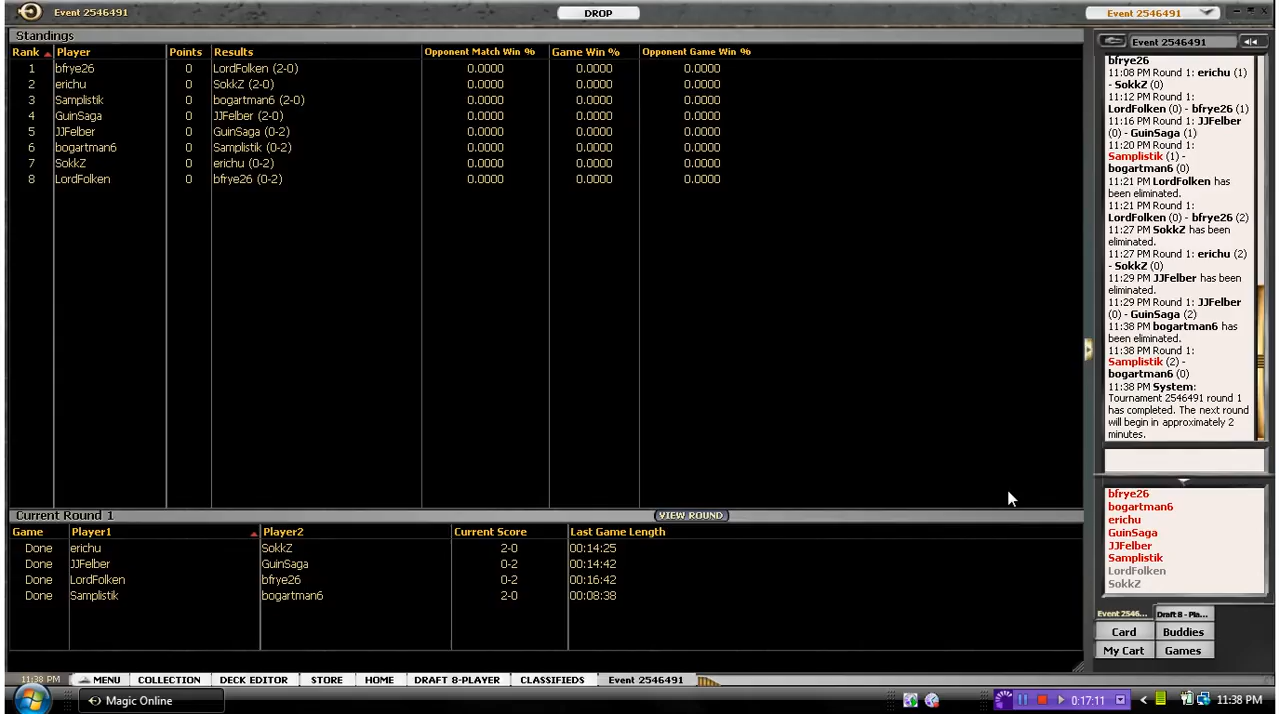 Event 2546491 DROP Event 2546491
Standings
Rank Player Points Results Opponent Match Win % Game Win % Opponent Game Win %
1 bfrye26 0 LordFolken (2-0) 0.0000 0.0000 0.0000
2 erichu 0 SokkZ (2-0) 0.0000 0.0000 0.0000
3 Samplistik 0 bogartman6 (2-0) 0.0000 0.0000 0.0000
4 GuinSaga 0 JJFelber (2-0) 0.0000 0.0000 0.0000
5 JJFelber 0 GuinSaga (0-2) 0.0000 0.0000 0.0000
6 bogartman6 0 Samplistik (0-2) 0.0000 0.0000 0.0000
7 SokkZ 0 erichu (0-2) 0.0000 0.0000 0.0000
8 LordFolken 0 bfrye26 (0-2) 0.0000 0.0000 0.0000
Current Round 1 VIEW ROUND
Game Player1 Player2 Current Score Last Game Length
Done erichu SokkZ 2-0 00:14:25
Done JJFelber GuinSaga 0-2 00:14:42
Done LordFolken bfrye26 0-2 00:16:42
Done Samplistik bogartman6 2-0 00:08:38
Event 2546491
bfrye26
11:08 PM Round 1: erichu (1)
- SokkZ (0)
11:12 PM Round 1:
LordFolken (0) - bfrye26 (1)
11:16 PM Round 1: JJFelber
(0) - GuinSaga (1)
11:20 PM Round 1:
Samplistik (1) -
bogartman6 (0)
11:21 PM LordFolken has
been eliminated.
11:21 PM Round 1:
LordFolken (0) - bfrye26 (2)
11:27 PM SokkZ has been
eliminated.
11:27 PM Round 1: erichu (2)
- SokkZ (0)
11:29 PM JJFelber has been
eliminated.
11:29 PM Round 1: JJFelber
(0) - GuinSaga (2)
11:38 PM bogartman6 has
been eliminated.
11:38 PM Round 1:
Samplistik (2) -
bogartman6 (0)
11:38 PM System:
Tournament 2546491 round 1
has completed. The next round
will begin in approximately 2
minutes.
bfrye26
bogartman6
erichu
GuinSaga
JJFelber
Samplistik
LordFolken
SokkZ
Event 2546... Draft 8 - Pla...
Card Buddies
My Cart Games
11:38 PM MENU COLLECTION DECK EDITOR STORE HOME DRAFT 8-PLAYER CLASSIFIEDS Event 2546491
Magic Online 0:17:11 11:38 PM